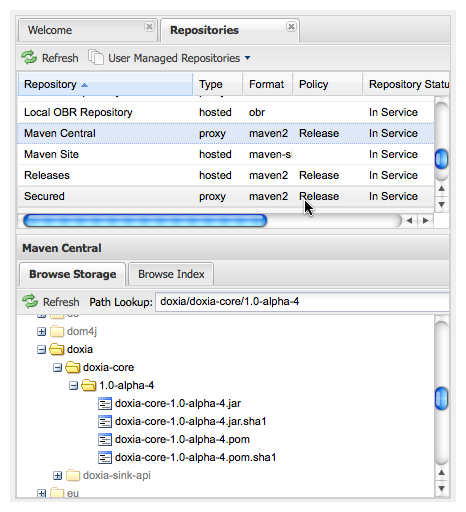 Welcome Repositories
Refresh User Managed Repositories
Repository Type Format Policy Repository Statu
Local OBR Repository hosted obr In Service
Maven Central proxy maven2 Release In Service
Maven Site hosted maven-si In Service
Releases hosted maven2 Release In Service
Secured proxy maven2 Release In Service
Maven Central
Browse Storage Browse Index
Refresh Path Lookup: doxia/doxia-core/1.0-alpha-4
dom4j
doxia
doxia-core
1.0-alpha-4
doxia-core-1.0-alpha-4.jar
doxia-core-1.0-alpha-4.jar.sha1
doxia-core-1.0-alpha-4.pom
doxia-core-1.0-alpha-4.pom.sha1
doxia-sink-api
eu